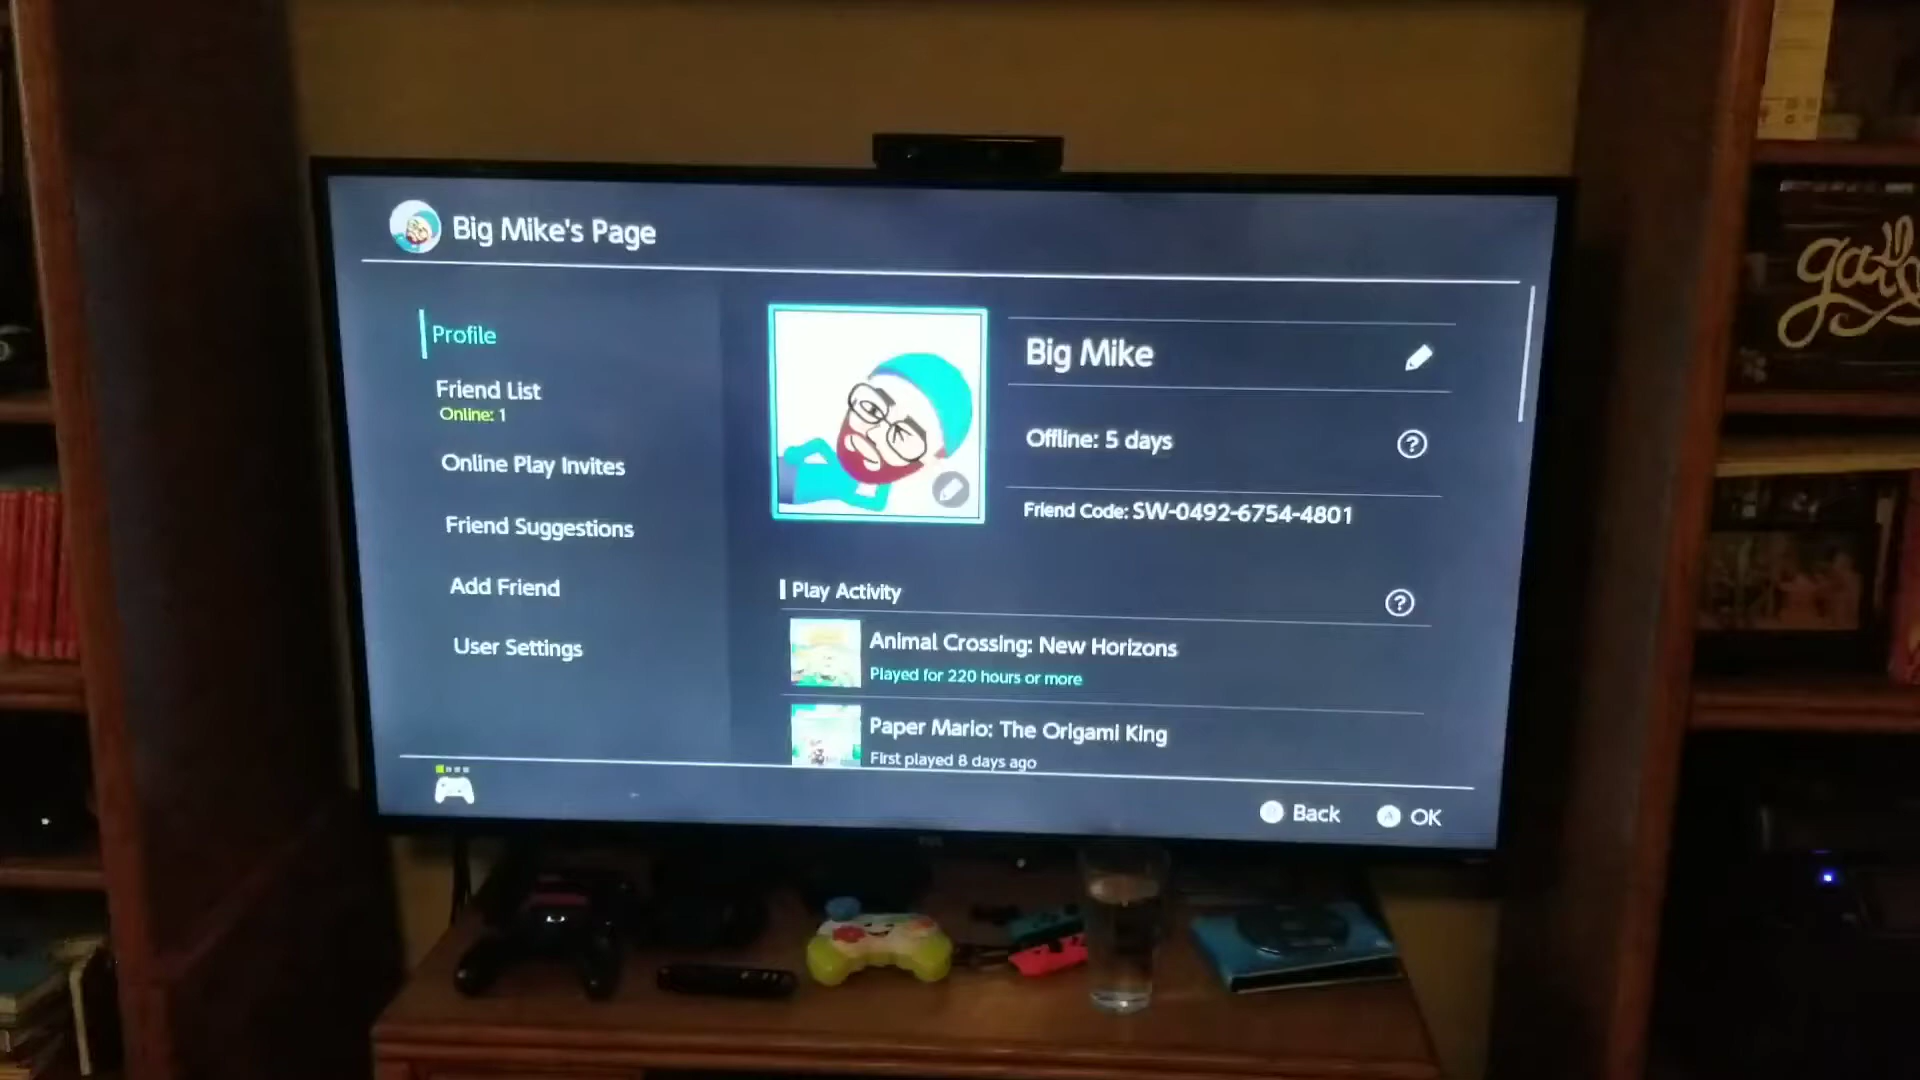 Big Mike's Page
Profile
Friend List
Online: 1
Online Play Invites
Friend Suggestions
Add Friend
User Settings
Big Mike
Offline: 5 days
?
Friend Code: SW-0492-6754-4801
Play Activity
?
Animal Crossing: New Horizons
Played for 220 hours or more
Paper Mario: The Origami King
First played 8 days ago
Back
A OK